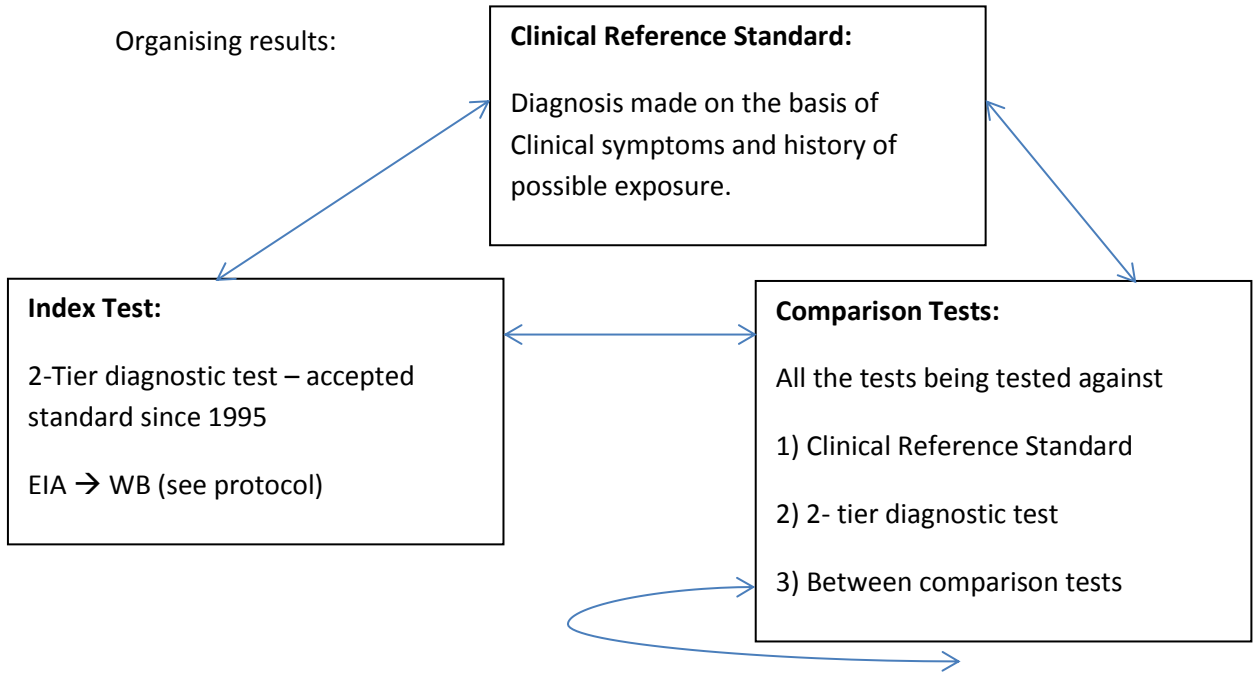 Organising results:
Clinical Reference Standard:
Diagnosis made on the basis of
Clinical symptoms and history of
possible exposure.
Index Test:
2-Tier diagnostic test – accepted
standard since 1995
EIA → WB (see protocol)
Comparison Tests:
All the tests being tested against
1) Clinical Reference Standard
2) 2- tier diagnostic test
3) Between comparison tests